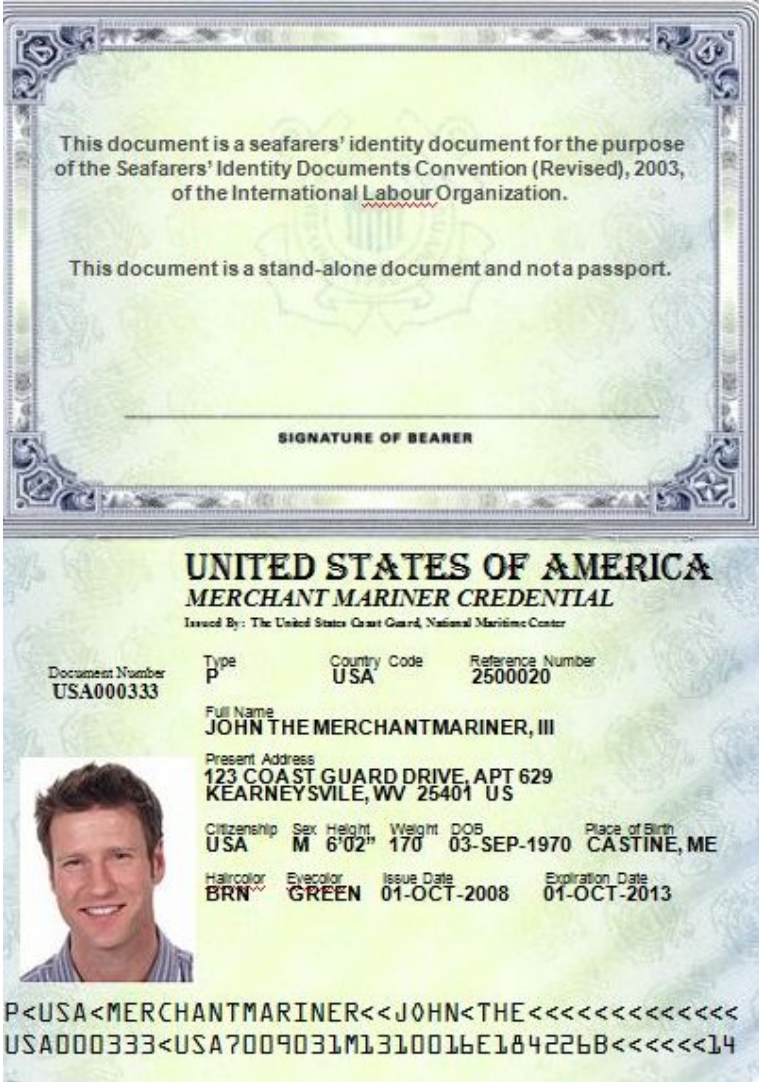 This document is a seafarers' identity document for the purpose
of the Seafarers' Identity Documents Convention (Revised), 2003,
of the International Labour Organization.
This document is a stand-alone document and not a passport.
SIGNATURE OF BEARER
UNITED STATES OF AMERICA
MERCHANT MARINER CREDENTIAL
Issued By: The United States Coast Guard, National Maritime Center
Document Number
USA000333
Type Country Code Reference Number
P USA 2500020
Full Name
JOHN THE MERCHANTMARINER, III
Present Address
123 COAST GUARD DRIVE, APT 629
KEARNEYSVILE, WV 25401 US
Citizenship Sex Height Weight DOB Place of Birth
USA M 6'02" 170 03-SEP-1970 CASTINE, ME
Haircolor Eyecolor Issue Date Expiration Date
BRN GREEN 01-OCT-2008 01-OCT-2013
P<USA<MERCHANTMARINER<<JOHN<THE<<<<<<<<<<<<<<
USA000333<USA7009031M1310016E184226B<<<<<<14